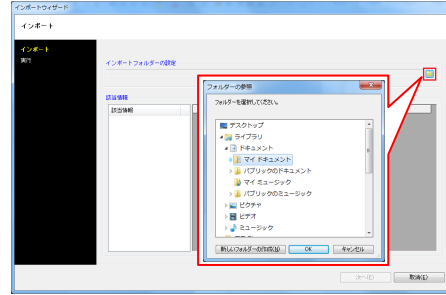 インポートウィザード
インポート
インポート
実行
インポートフォルダーの設定
該当情報
該当情報
フォルダーの参照
フォルダーを選択してください。
デスクトップ
ライブラリ
ドキュメント
マイ ドキュメント
パブリックのドキュメント
マイ ミュージック
パブリックのミュージック
ピクチャ
ビデオ
ミュージック
新しいフォルダーの作成(N)
OK
キャンセル
次へ(E)
取消(C)